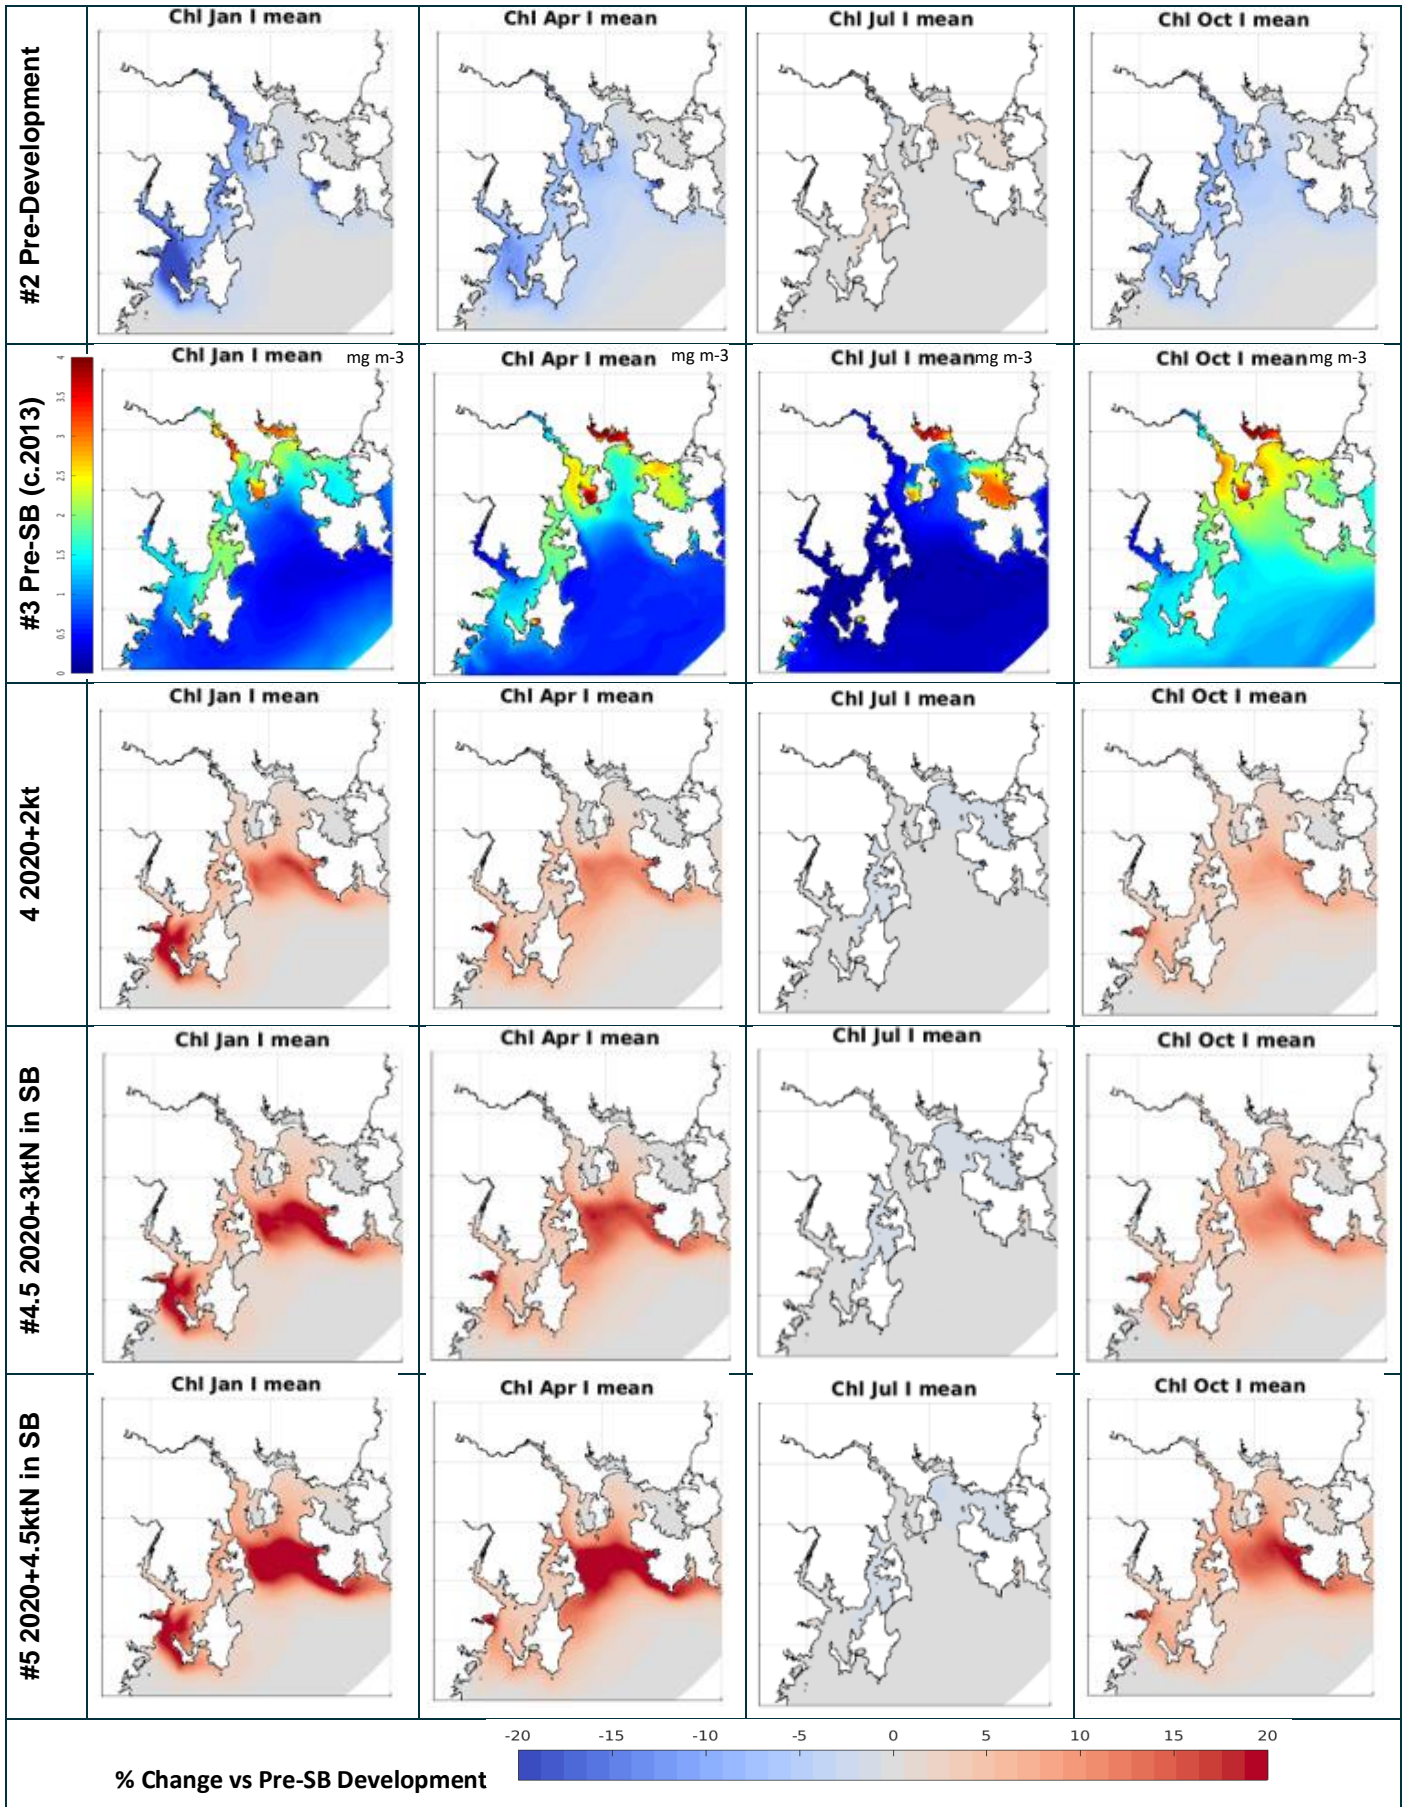 #2 Pre-Development
Chl Jan I mean
Chl Apr I mean
Chl Jul I mean
Chl Oct I mean
#3 Pre-SB (c.2013)
4
3.5
3
2.5
2
1.5
1
0.5
0
Chl Jan I mean mg m-3
Chl Apr I mean mg m-3
Chl Jul I mean mg m-3
Chl Oct I mean mg m-3
4 2020+2kt
Chl Jan I mean
Chl Apr I mean
Chl Jul I mean
Chl Oct I mean
#4.5 2020+3ktN in SB
Chl Jan I mean
Chl Apr I mean
Chl Jul I mean
Chl Oct I mean
#5 2020+4.5ktN in SB
Chl Jan I mean
Chl Apr I mean
Chl Jul I mean
Chl Oct I mean
% Change vs Pre-SB Development
-20 -15 -10 -5 0 5 10 15 20